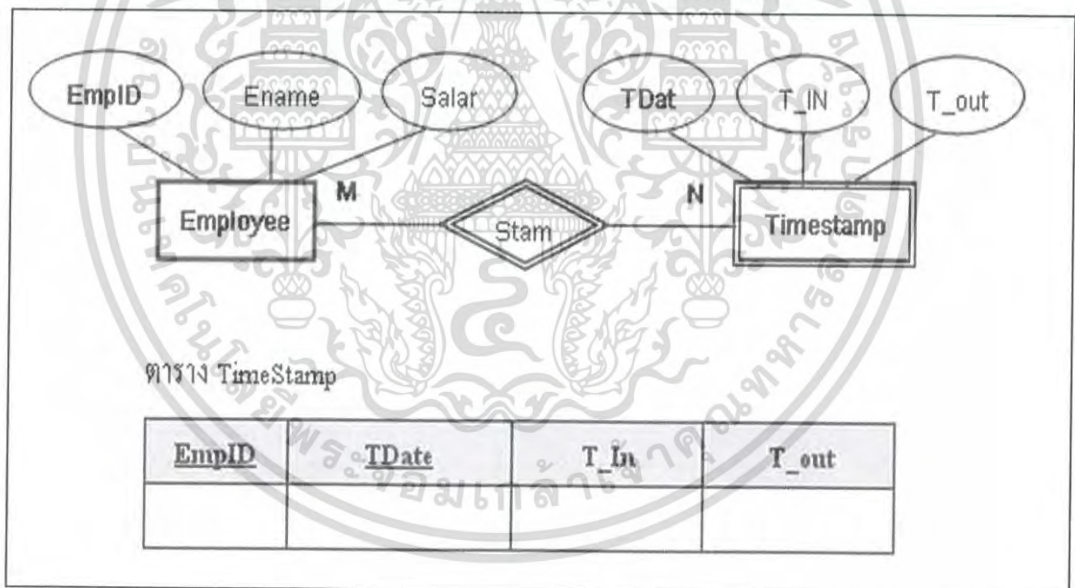 EmpID Ename Salar TDat T_IN T_out
M N
Employee Stam Timestamp
ตาราง TimeStamp
EmpID TDate T_In T_out